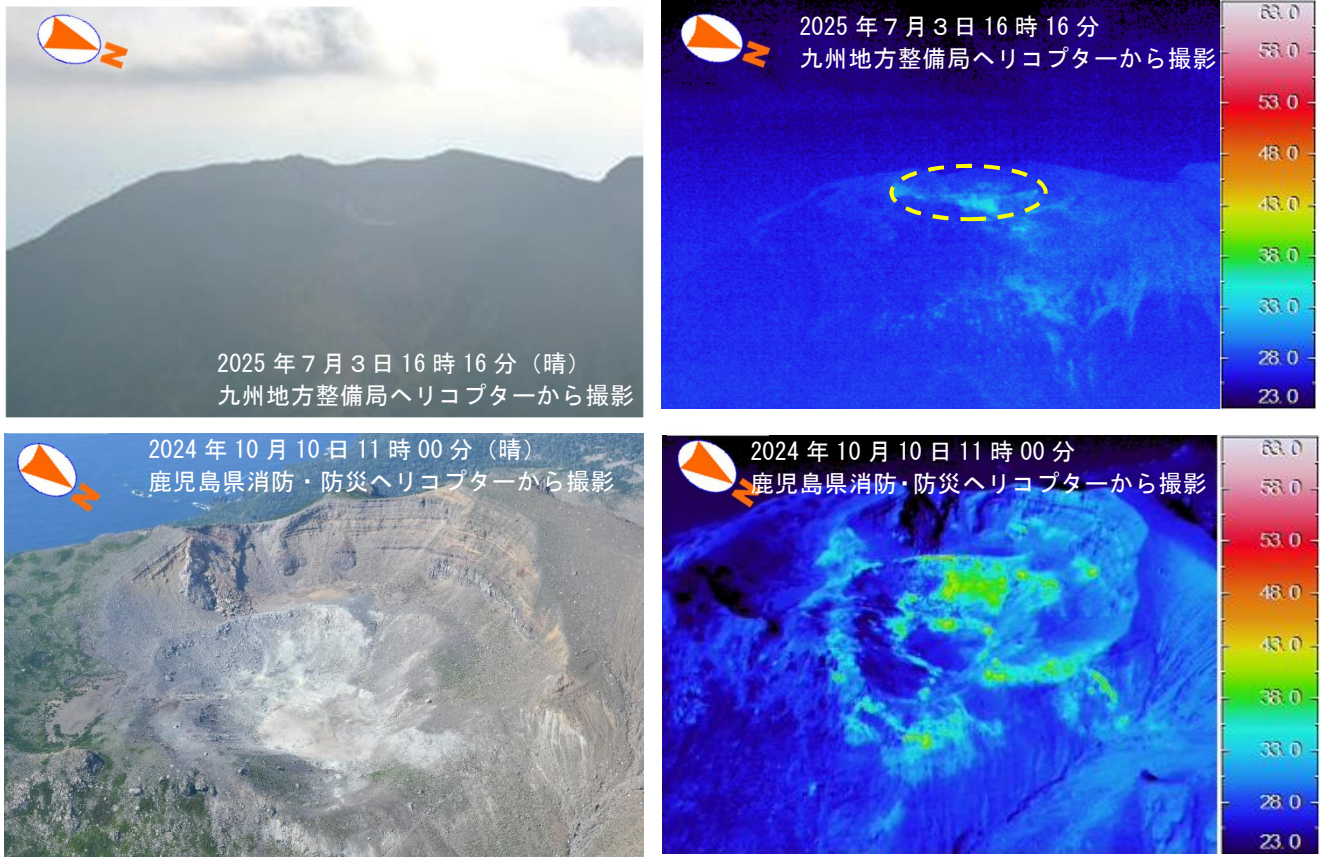 N
2025年7月3日16時16分（晴）
九州地方整備局ヘリコプターから撮影
N
2025年7月3日16時16分
九州地方整備局ヘリコプターから撮影
63.0
58.0
53.0
48.0
43.0
38.0
33.0
28.0
23.0
N
2024年10月10日11時00分（晴）
鹿児島県消防・防災ヘリコプターから撮影
N
2024年10月10日11時00分
鹿児島県消防・防災ヘリコプターから撮影
63.0
58.0
53.0
48.0
43.0
38.0
33.0
28.0
23.0